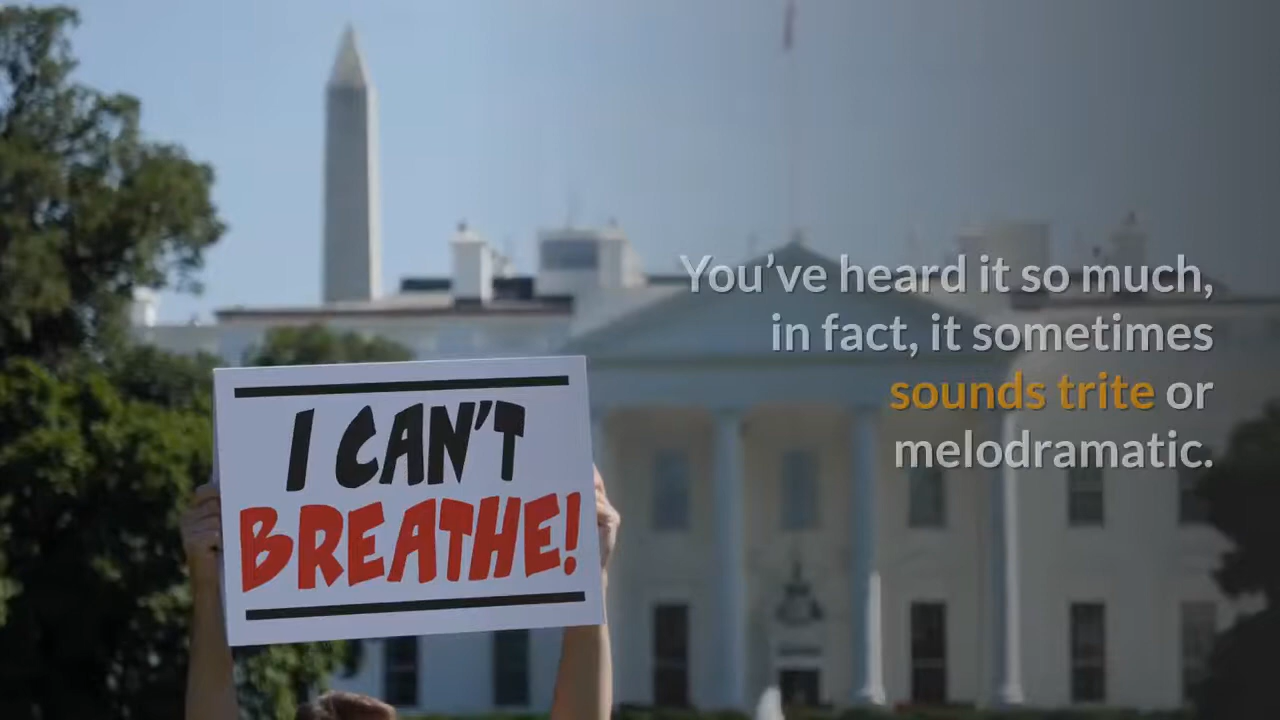 I CAN'T
BREATHE!
You've heard it so much,
in fact, it sometimes
sounds trite or
melodramatic.